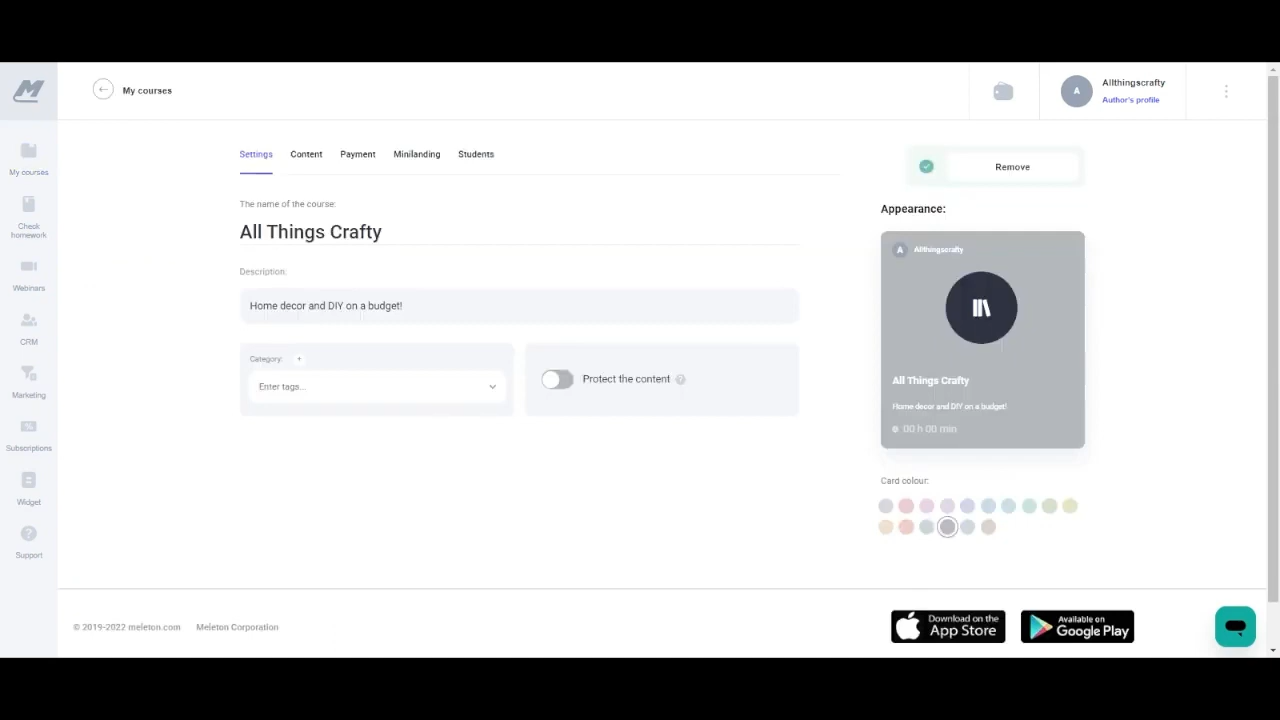 My courses
Allthingscrafty
A
Author's profile
My courses
Check
homework
Webinars
CRM
Marketing
Subscriptions
Widget
Support
Settings
Content
Payment
Minilanding
Students
The name of the course:
All Things Crafty
Description:
Home decor and DIY on a budget!
Category:
+
Enter tags...
Protect the content
?
Remove
Appearance:
A
Allthingscrafty
All Things Crafty
Home decor and DIY on a budget!
00 h 00 min
Card colour:
© 2019-2022 meleton.com
Meleton Corporation
Download on the
App Store
Available on
Google Play